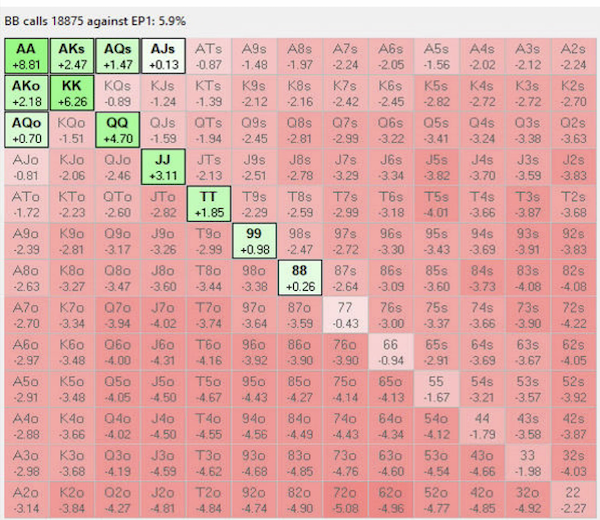 BB calls 18875 against EP1: 5.9%
AA AKs AQs AJs ATs A9s A8s A7s A6s A5s A4s A3s A2s
+8.81 +2.47 +1.47 +0.13 -0.87 -1.48 -1.97 -2.24 -2.05 -1.56 -2.02 -2.12 -2.24
AKo KK KQs KJs KTs K9s K8s K7s K6s K5s K4s K3s K2s
+2.18 +6.26 -0.89 -1.24 -1.39 -2.12 -2.16 -2.42 -2.45 -2.82 -2.72 -2.72 -2.70
AQo KQo QQ QJs QTs Q9s Q8s Q7s Q6s Q5s Q4s Q3s Q2s
+0.70 -1.51 +4.70 -1.59 -1.94 -2.45 -2.81 -2.99 -3.22 -3.41 -3.24 -3.38 -3.63
AJo KJo QJo JJ JTs J9s J8s J7s J6s J5s J4s J3s J2s
-0.81 -2.06 -2.46 +3.11 -2.13 -2.51 -2.78 -3.29 -3.34 -3.82 -3.70 -3.59 -3.83
ATo KTo QTo JTo TT T9s T8s T7s T6s T5s T4s T3s T2s
-1.72 -2.23 -2.60 -2.82 +1.85 -2.29 -2.59 -2.99 -3.18 -4.01 -3.66 -3.87 -3.68
A9o K9o Q9o J9o T9o 99 98s 97s 96s 95s 94s 93s 92s
-2.39 -2.81 -3.17 -3.26 -2.99 +0.98 -2.47 -2.72 -3.30 -3.43 -3.69 -3.91 -3.83
A8o K8o Q8o J8o T8o 98o 88 87s 86s 85s 84s 83s 82s
-2.63 -3.27 -3.47 -3.60 -3.44 -3.38 +0.26 -2.64 -3.09 -3.60 -3.73 -4.08 -4.08
A7o K7o Q7o J7o T7o 97o 87o 77 76s 75s 74s 73s 72s
-2.70 -3.34 -3.94 -4.02 -3.74 -3.64 -3.59 -0.43 -3.00 -3.37 -3.66 -3.90 -4.22
A6o K6o Q6o J6o T6o 96o 86o 76o 66 65s 64s 63s 62s
-2.97 -3.48 -4.00 -4.31 -4.16 -3.92 -3.90 -3.90 -0.94 -2.91 -3.69 -3.67 -4.05
A5o K5o Q5o J5o T5o 95o 85o 75o 65o 55 54s 53s 52s
-2.91 -3.48 -4.05 -4.50 -4.67 -4.43 -4.27 -4.14 -4.13 -1.67 -3.21 -3.57 -3.92
A4o K4o Q4o J4o T4o 94o 84o 74o 64o 54o 44 43s 42s
-2.88 -3.66 -4.02 -4.50 -4.55 -4.56 -4.49 -4.43 -4.34 -4.12 -1.79 -3.58 -3.87
A3o K3o Q3o J3o T3o 93o 83o 73o 63o 53o 43o 33 32s
-2.98 -3.68 -4.19 -4.59 -4.62 -4.68 -4.85 -4.76 -4.60 -4.54 -4.66 -1.98 -4.03
A2o K2o Q2o J2o T2o 92o 82o 72o 62o 52o 42o 32o 22
-3.14 -3.84 -4.27 -4.81 -4.84 -4.74 -4.90 -5.08 -4.96 -4.77 -4.85 -4.92 -2.27